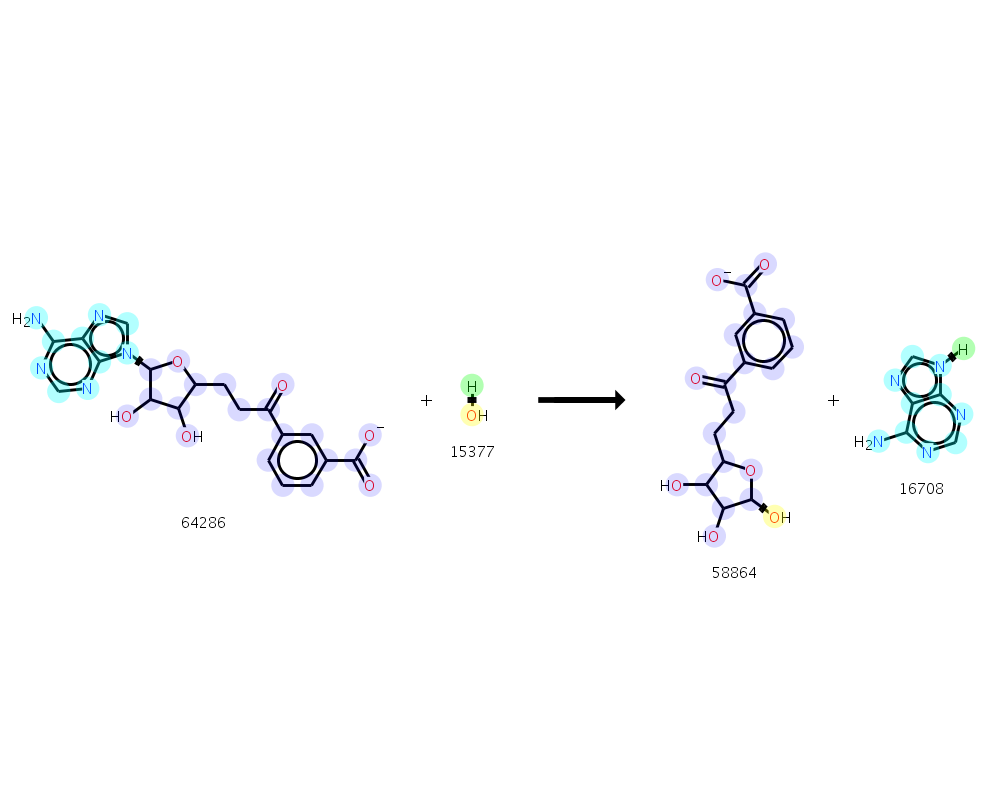 H₂N N N N N O HO OH O O⁻ O
64286
+
H
OH
15377
O⁻ O O O HO HO OH
58864
+
H N N N N H₂N
16708